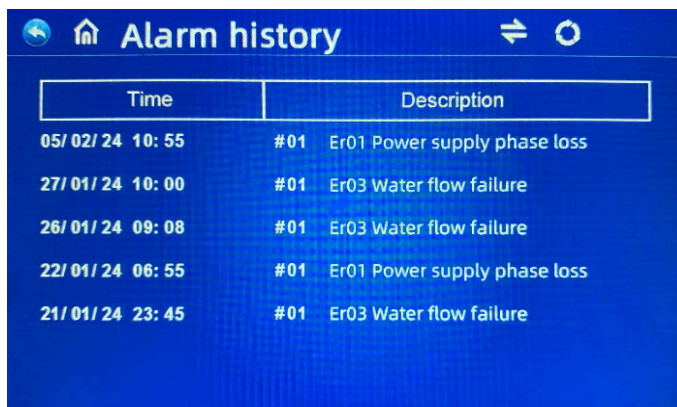 Alarm history
Time Description
05/02/24 10:55 #01 Er01 Power supply phase loss
27/01/24 10:00 #01 Er03 Water flow failure
26/01/24 09:08 #01 Er03 Water flow failure
22/01/24 06:55 #01 Er01 Power supply phase loss
21/01/24 23:45 #01 Er03 Water flow failure